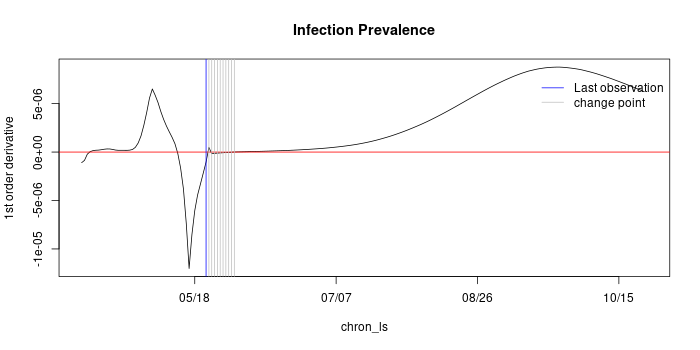 Infection Prevalence
1st order derivative
5e-06
0e+00
-5e-06
-1e-05
Last observation
change point
05/18
07/07
08/26
10/15
chron_ls